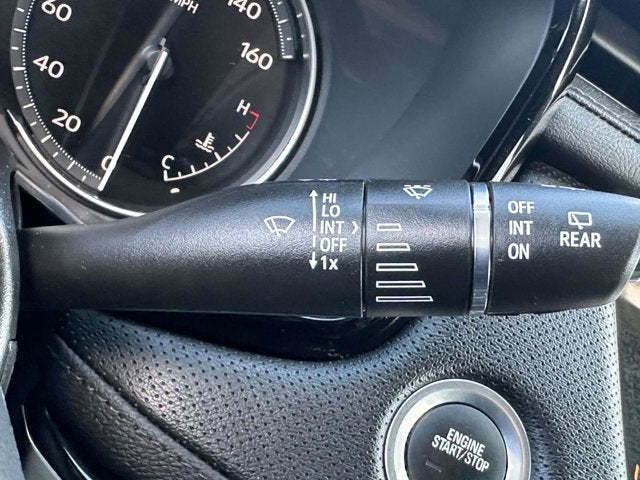 60
MPH
140
40
160
20
H
0
C
HI
LO
INT
OFF
1x
OFF
INT
ON
REAR
ENGINE
START/STOP